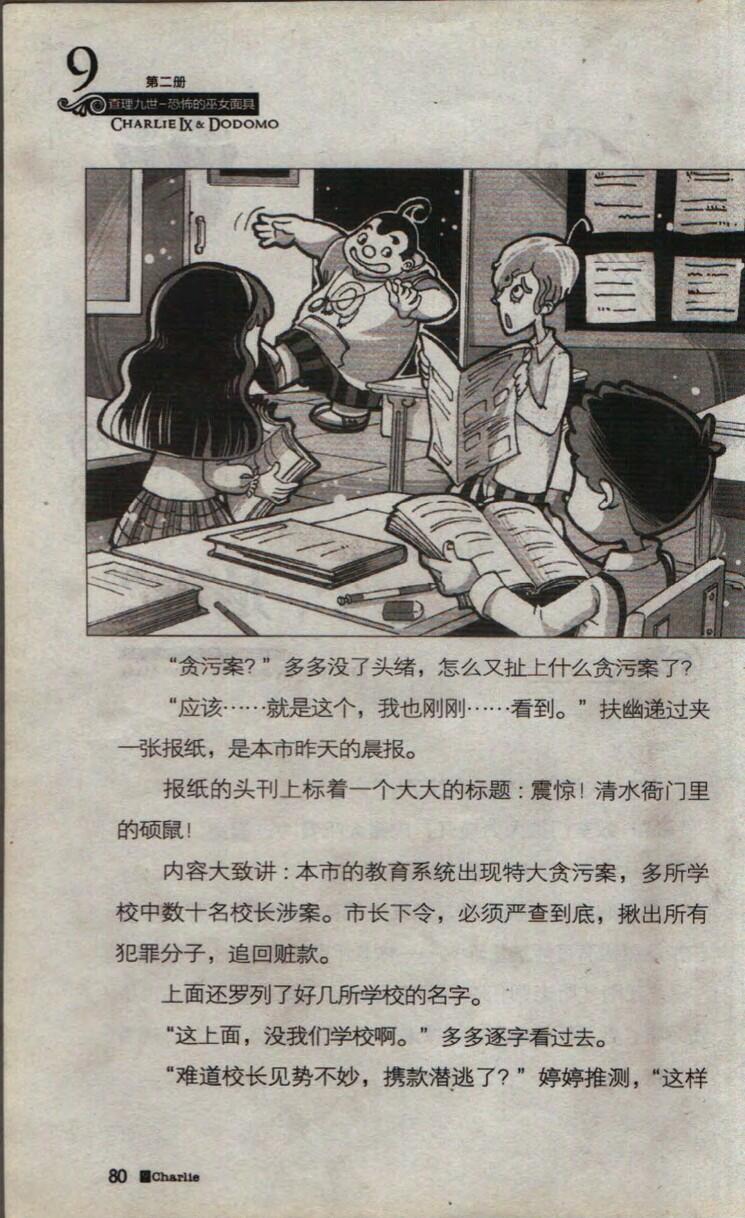 9
第二册
查理九世-恐怖的巫女面具
CHARLIE IX & DODOMO
“贪污案？”多多没了头绪，怎么又扯上什么贪污案了？
“应该……就是这个，我也刚刚……看到。”扶幽递过夹
一张报纸，是本市昨天的晨报。
报纸的头刊上标着一个大大的标题：震惊！清水衙门里
的硕鼠！
内容大致讲：本市的教育系统出现特大贪污案，多所学
校中数十名校长涉案。市长下令，必须严查到底，揪出所有
犯罪分子，追回赃款。
上面还罗列了好几所学校的名字。
“这上面，没我们学校啊。”多多逐字看过去。
“难道校长见势不妙，携款潜逃了？”婷婷推测，“这样
80 Charlie